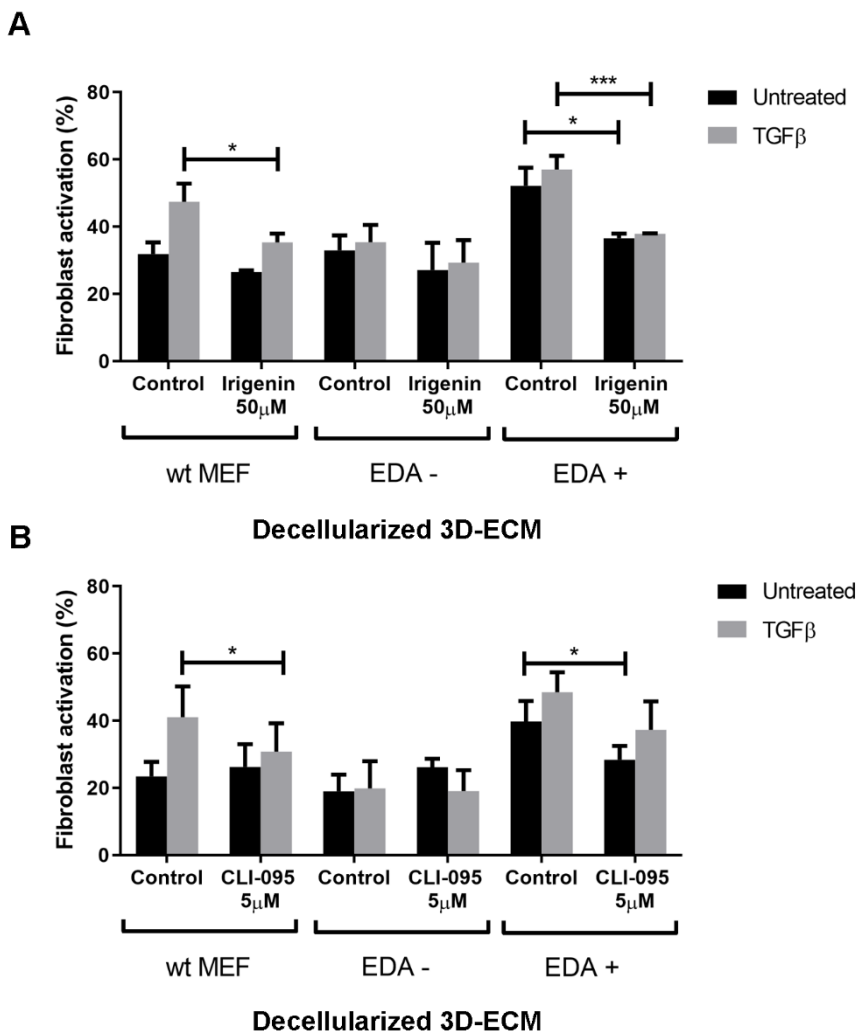 A
Fibroblast activation (%)
80
60
40
20
0
*
*
***
Untreated
TGFβ
Control Irigenin 50μM Control Irigenin 50μM Control Irigenin 50μM
wt MEF EDA - EDA +
Decellularized 3D-ECM
B
Fibroblast activation (%)
80
60
40
20
0
*
*
Untreated
TGFβ
Control CLI-095 5μM Control CLI-095 5μM Control CLI-095 5μM
wt MEF EDA - EDA +
Decellularized 3D-ECM